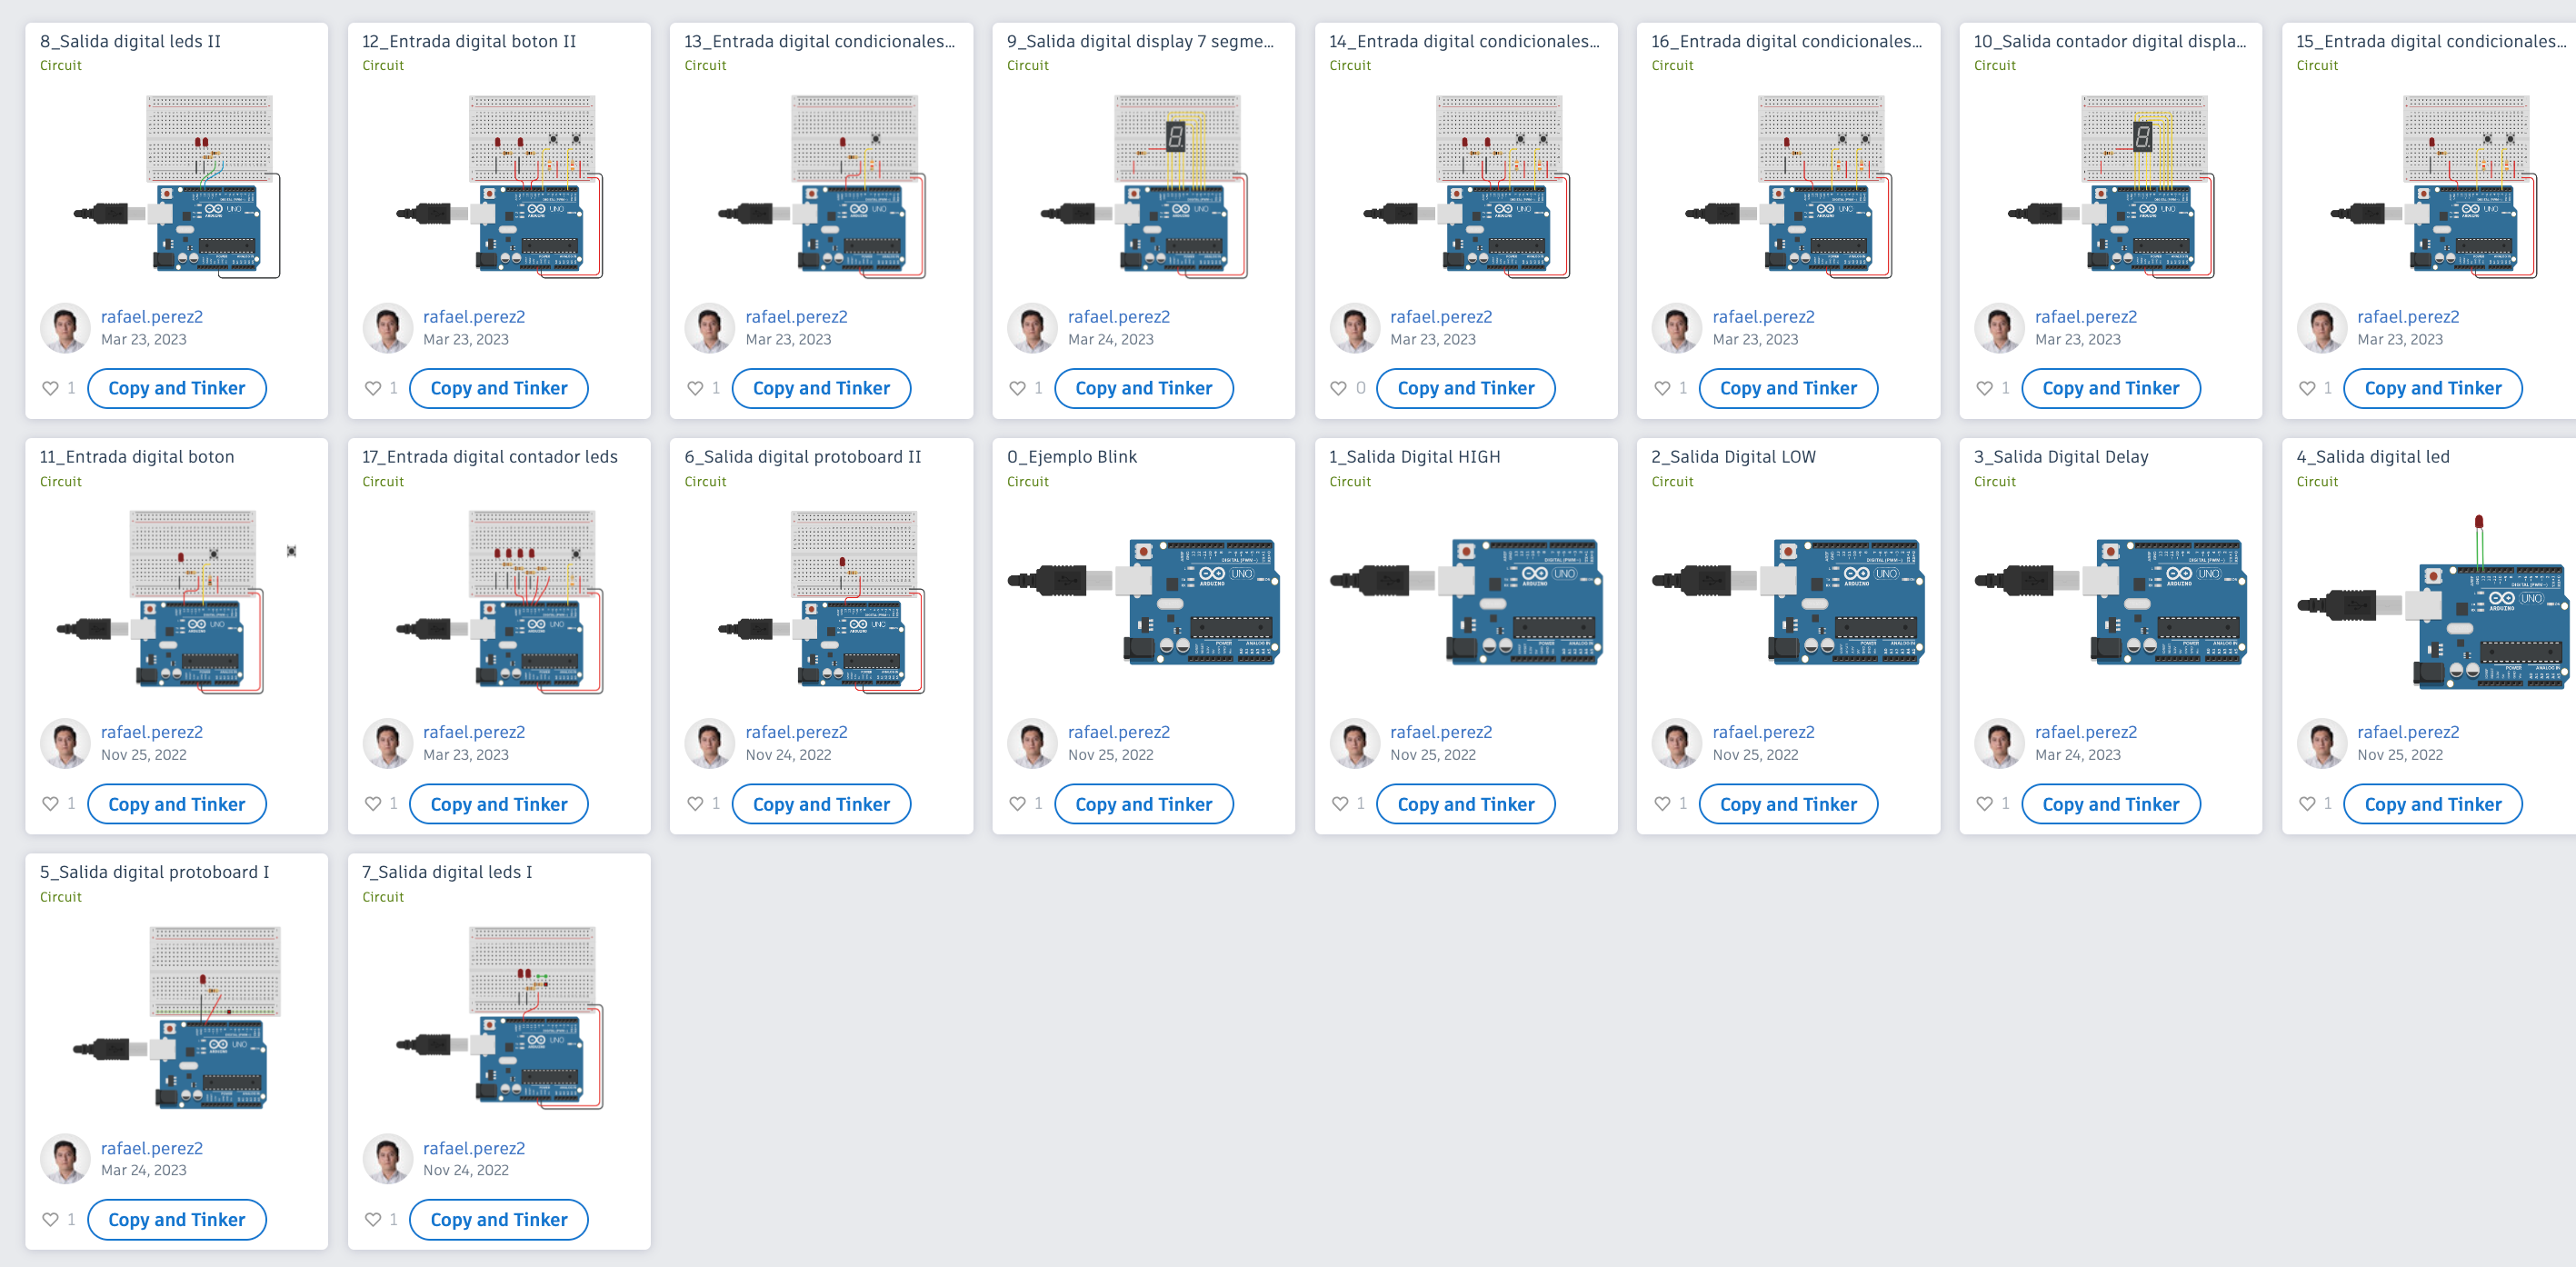 8_Salida digital leds II
Circuit
rafael.perez2
Mar 23, 2023
1
Copy and Tinker
12_Entrada digital boton II
Circuit
rafael.perez2
Mar 23, 2023
1
Copy and Tinker
13_Entrada digital condicionales...
Circuit
rafael.perez2
Mar 23, 2023
1
Copy and Tinker
9_Salida digital display 7 segme...
Circuit
rafael.perez2
Mar 24, 2023
1
Copy and Tinker
14_Entrada digital condicionales...
Circuit
rafael.perez2
Mar 23, 2023
0
Copy and Tinker
16_Entrada digital condicionales...
Circuit
rafael.perez2
Mar 23, 2023
1
Copy and Tinker
10_Salida contador digital displa...
Circuit
rafael.perez2
Mar 23, 2023
1
Copy and Tinker
15_Entrada digital condicionales...
Circuit
rafael.perez2
Mar 23, 2023
1
Copy and Tinker
11_Entrada digital boton
Circuit
rafael.perez2
Nov 25, 2022
1
Copy and Tinker
17_Entrada digital contador leds
Circuit
rafael.perez2
Mar 23, 2023
1
Copy and Tinker
6_Salida digital protoboard II
Circuit
rafael.perez2
Nov 24, 2022
1
Copy and Tinker
0_Ejemplo Blink
Circuit
UNO
ARDUINO
rafael.perez2
Nov 25, 2022
1
Copy and Tinker
1_Salida Digital HIGH
Circuit
UNO
ARDUINO
rafael.perez2
Nov 25, 2022
1
Copy and Tinker
2_Salida Digital LOW
Circuit
UNO
ARDUINO
rafael.perez2
Nov 25, 2022
1
Copy and Tinker
3_Salida Digital Delay
Circuit
UNO
ARDUINO
rafael.perez2
Mar 24, 2023
1
Copy and Tinker
4_Salida digital led
Circuit
UNO
ARDUINO
rafael.perez2
Nov 25, 2022
1
Copy and Tinker
5_Salida digital protoboard I
Circuit
rafael.perez2
Mar 24, 2023
1
Copy and Tinker
7_Salida digital leds I
Circuit
rafael.perez2
Nov 24, 2022
1
Copy and Tinker